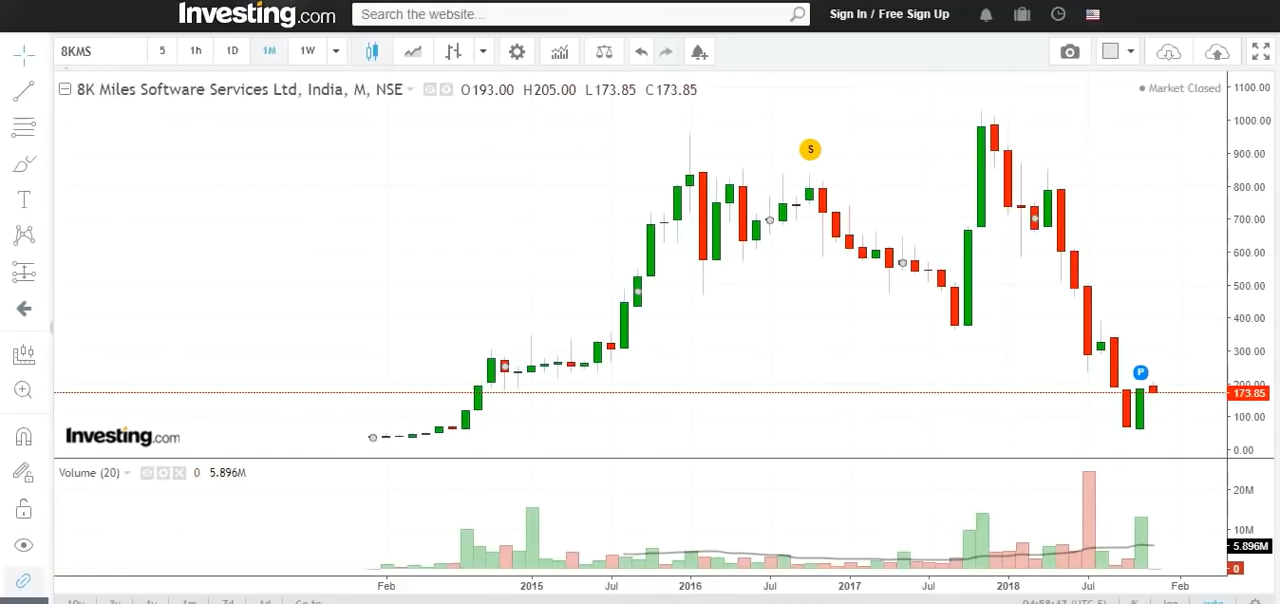 Investing.com Search the website... Sign In / Free Sign Up
8KMS 5 1h 1D 1M 1W
8K Miles Software Services Ltd, India, M, NSE O193.00 H205.00 L173.85 C173.85 Market Closed
1100.00
1000.00
900.00
S
800.00
700.00
600.00
500.00
400.00
300.00
P
200.00
173.85
100.00
Investing.com
0.00
Volume (20) 0 5.896M
20M
10M
5.896M
0
Feb 2015 Jul 2016 Jul 2017 Jul 2018 Jul Feb